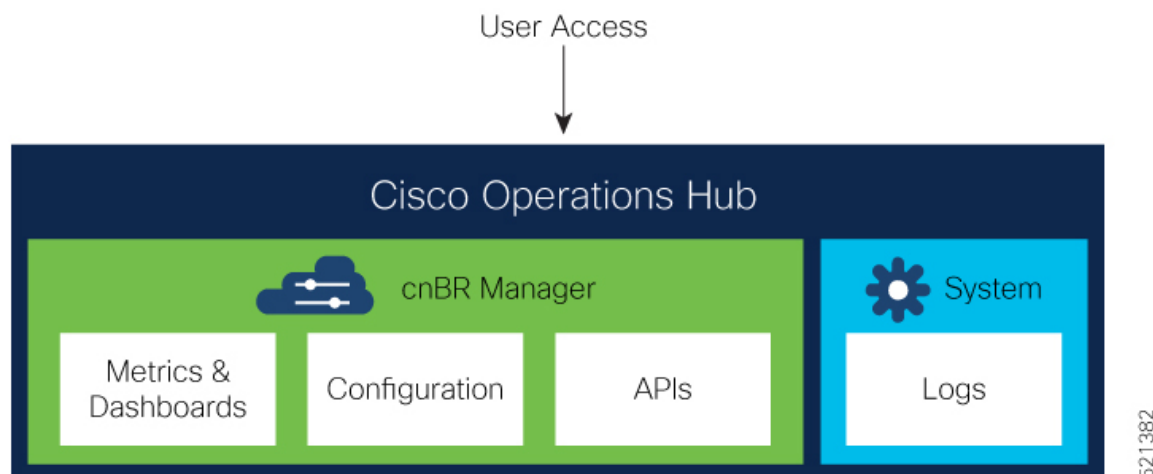 User Access
Cisco Operations Hub
cnBR Manager
System
Metrics &
Dashboards
Configuration
APIs
Logs
521382